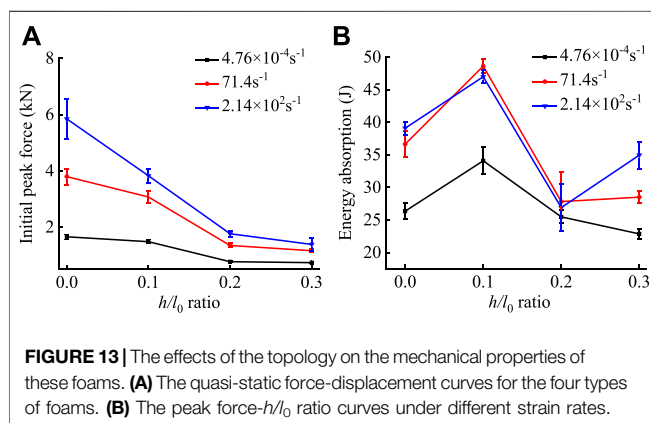 A
B
Initial peak force (kN)
8
6
4
2
0.0 0.1 0.2 0.3
h/l₀ ratio
4.76×10⁻⁴s⁻¹
71.4s⁻¹
2.14×10²s⁻¹
Energy absorption (J)
50
45
40
35
30
25
20
0.0 0.1 0.2 0.3
h/l₀ ratio
4.76×10⁻⁴s⁻¹
71.4s⁻¹
2.14×10²s⁻¹
FIGURE 13 | The effects of the topology on the mechanical properties of
these foams. (A) The quasi-static force-displacement curves for the four types
of foams. (B) The peak force-h/l₀ ratio curves under different strain rates.